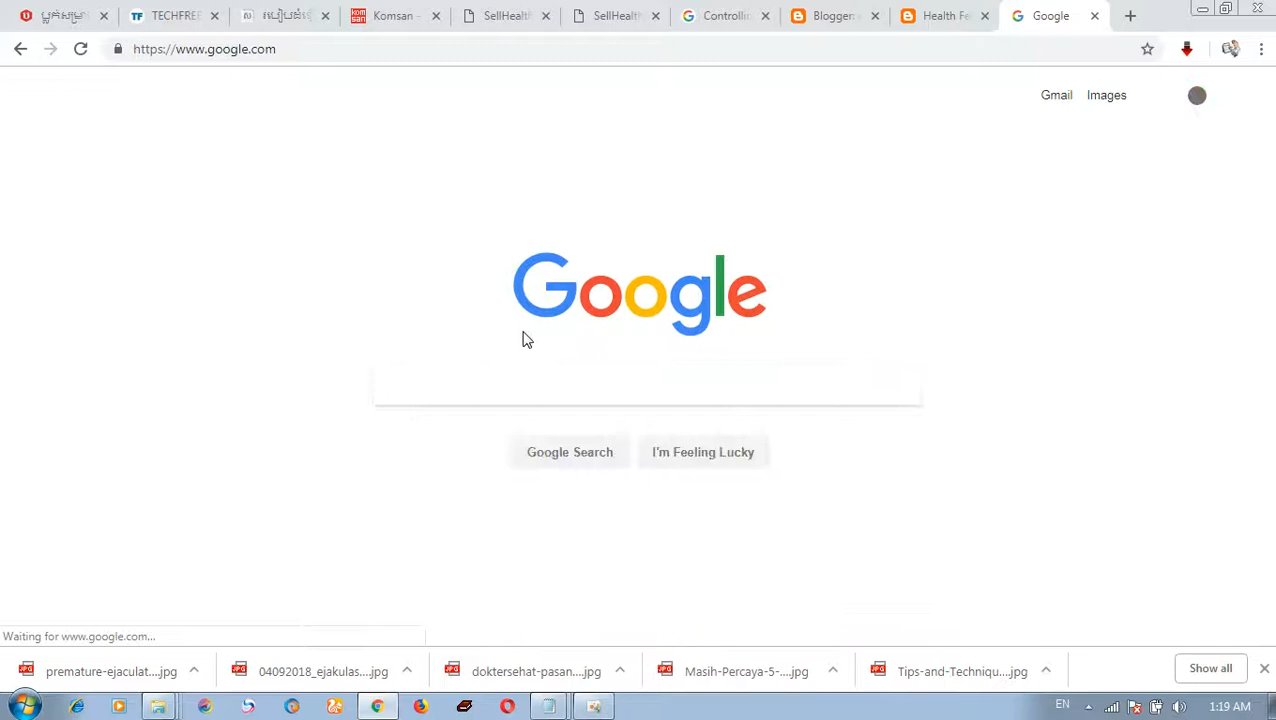 TECHFREE
Komsan -
SellHealth
SellHealth
Controllin
Blogger:
Health Fe
Google
https://www.google.com
Gmail Images
Google
Google Search I'm Feeling Lucky
Waiting for www.google.com...
premature-ejaculat....jpg 04092018_ejakulas....jpg doktersehat-pasan....jpg Masih-Percaya-5-....jpg Tips-and-Techniqu....jpg Show all
EN 1:19 AM